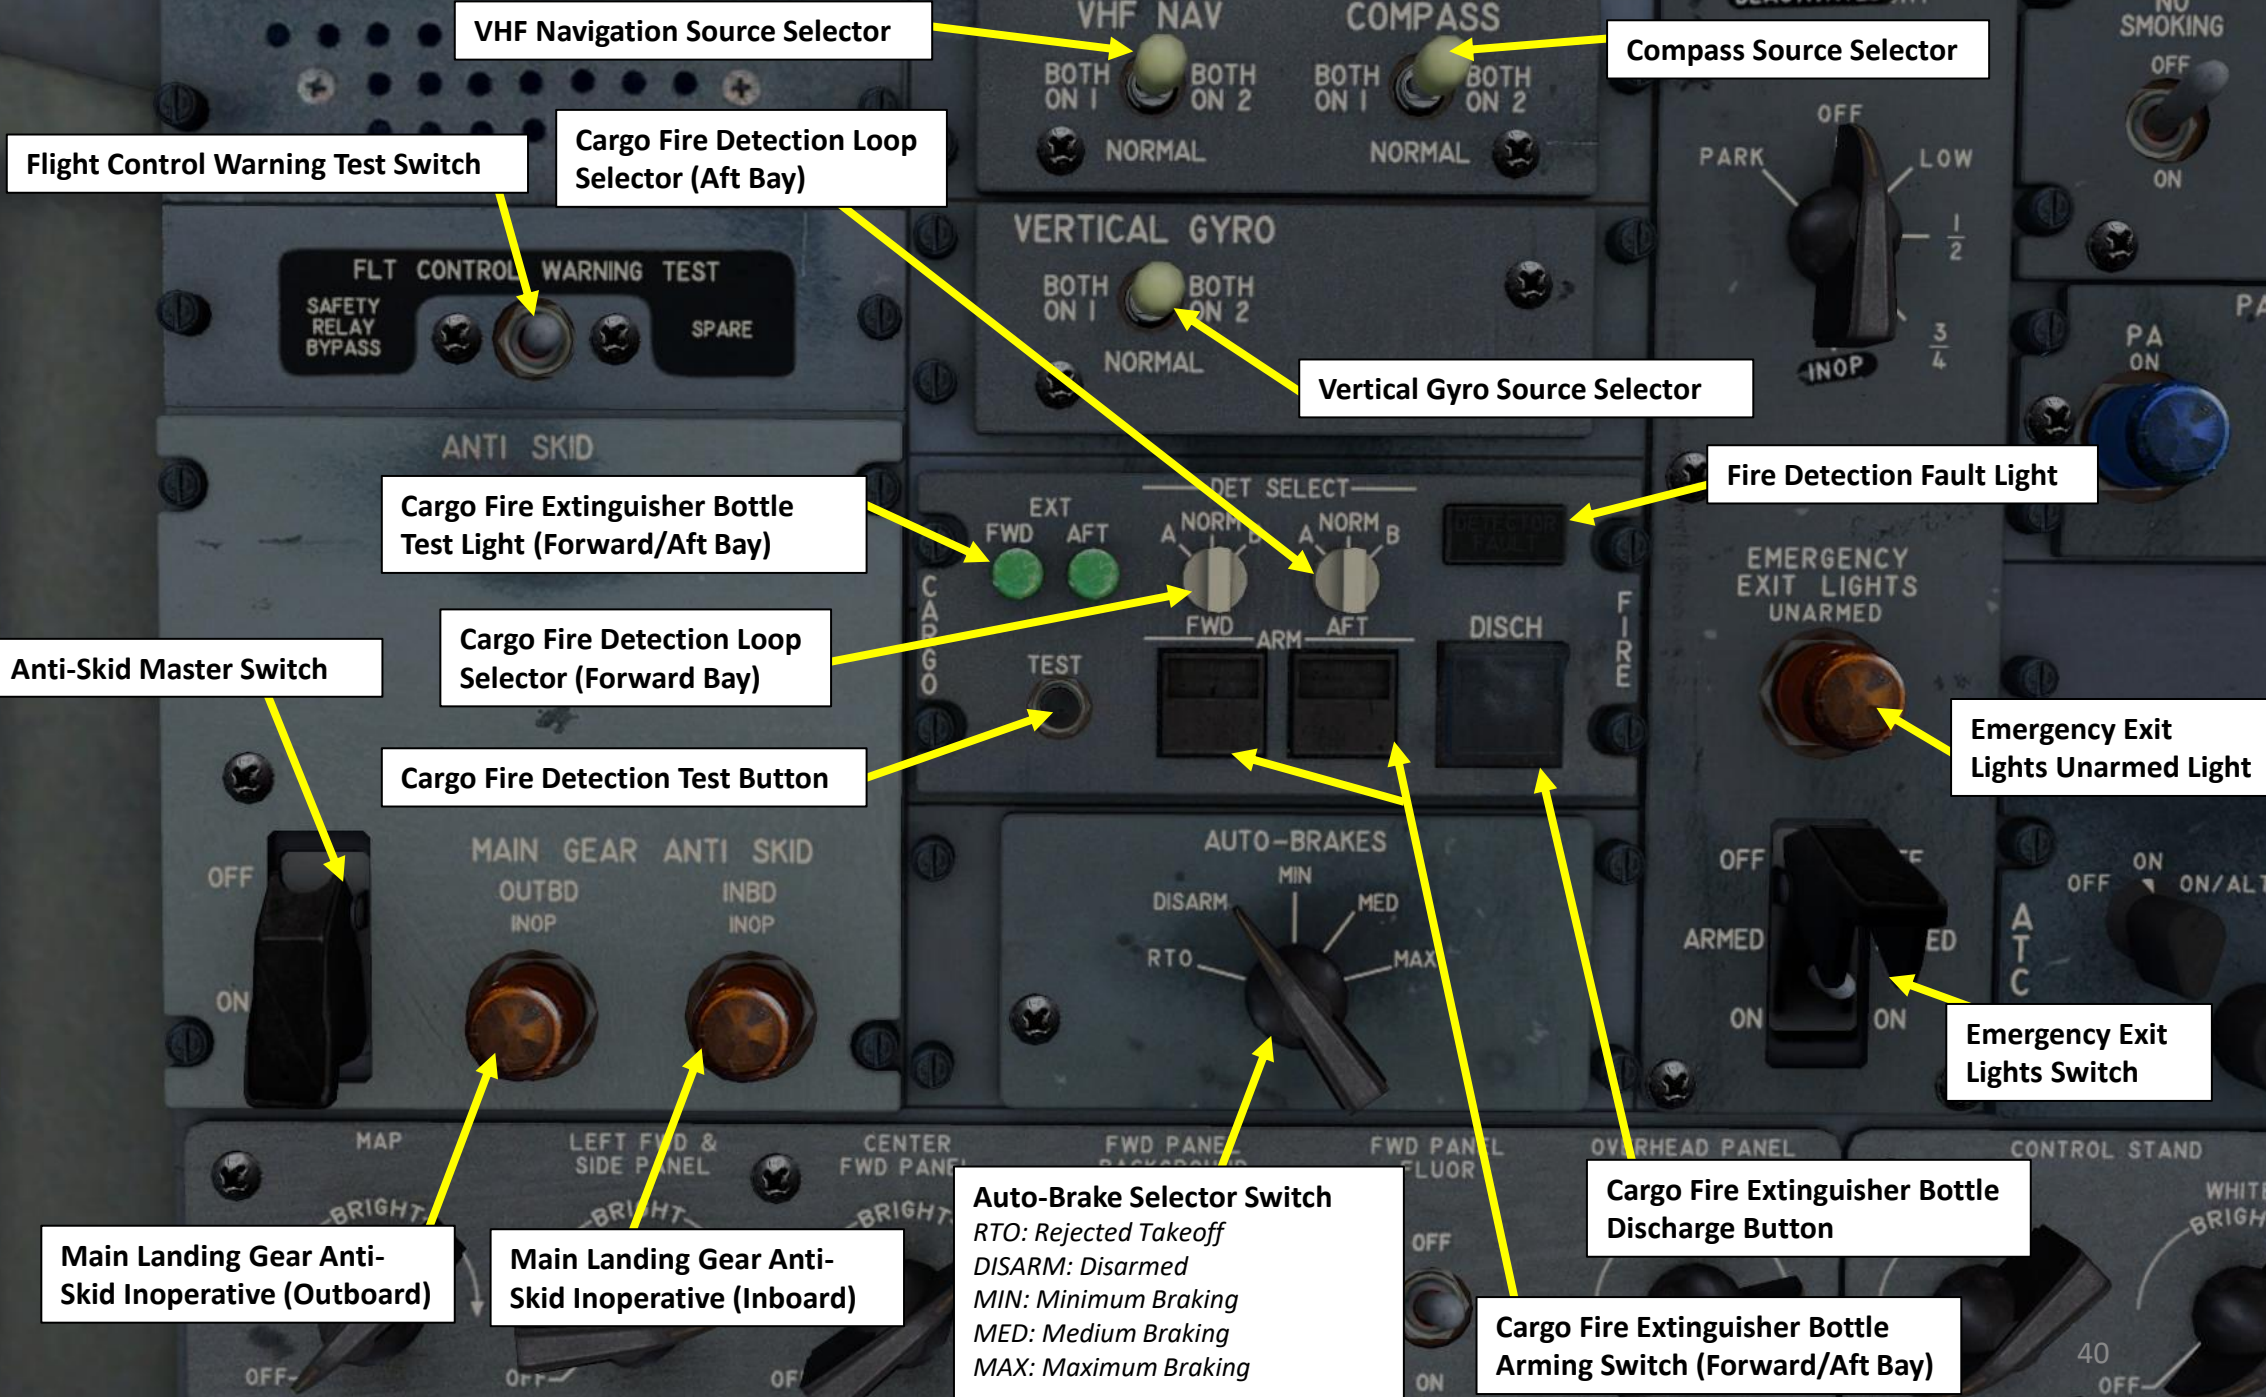 VHF Navigation Source Selector
VHF NAV
BOTH ON 1
BOTH ON 2
NORMAL
COMPASS
BOTH ON 1
BOTH ON 2
NORMAL
Compass Source Selector
NO
SMOKING
OFF
ON
Flight Control Warning Test Switch
Cargo Fire Detection Loop
Selector (Aft Bay)
OFF
PARK
LOW
1/2
3/4
INOP
FLT CONTROL WARNING TEST
SAFETY
RELAY
BYPASS
SPARE
VERTICAL GYRO
BOTH ON 1
BOTH ON 2
NORMAL
Vertical Gyro Source Selector
PA
PA
ON
ANTI SKID
Cargo Fire Extinguisher Bottle
Test Light (Forward/Aft Bay)
Fire Detection Fault Light
DET SELECT
EXT
FWD
AFT
A
NORM
B
A
NORM
B
DETECTOR
FAULT
CARGO
FIRE
FWD
ARM
AFT
DISCH
TEST
Cargo Fire Detection Loop
Selector (Forward Bay)
Anti-Skid Master Switch
Cargo Fire Detection Test Button
EMERGENCY
EXIT LIGHTS
UNARMED
Emergency Exit
Lights Unarmed Light
OFF
ON
MAIN GEAR ANTI SKID
OUTBD
INOP
INBD
INOP
AUTO-BRAKES
RTO
DISARM
MIN
MED
MAX
OFF
ARMED
ON
ON
ATC
OFF
ON
ON/ALT
Emergency Exit
Lights Switch
MAP
LEFT FWD &
SIDE PANEL
CENTER
FWD PANEL
FWD PANEL
BACKGROUND
FWD PANEL
FLUOR
OVERHEAD PANEL
CONTROL STAND
WHITE
BRIGHT
BRIGHT
BRIGHT
BRIGHT
Main Landing Gear Anti-
Skid Inoperative (Outboard)
Main Landing Gear Anti-
Skid Inoperative (Inboard)
Auto-Brake Selector Switch
RTO: Rejected Takeoff
DISARM: Disarmed
MIN: Minimum Braking
MED: Medium Braking
MAX: Maximum Braking
Cargo Fire Extinguisher Bottle
Discharge Button
Cargo Fire Extinguisher Bottle
Arming Switch (Forward/Aft Bay)
OFF
ON
OFF
OFF
OFF
OFF
40